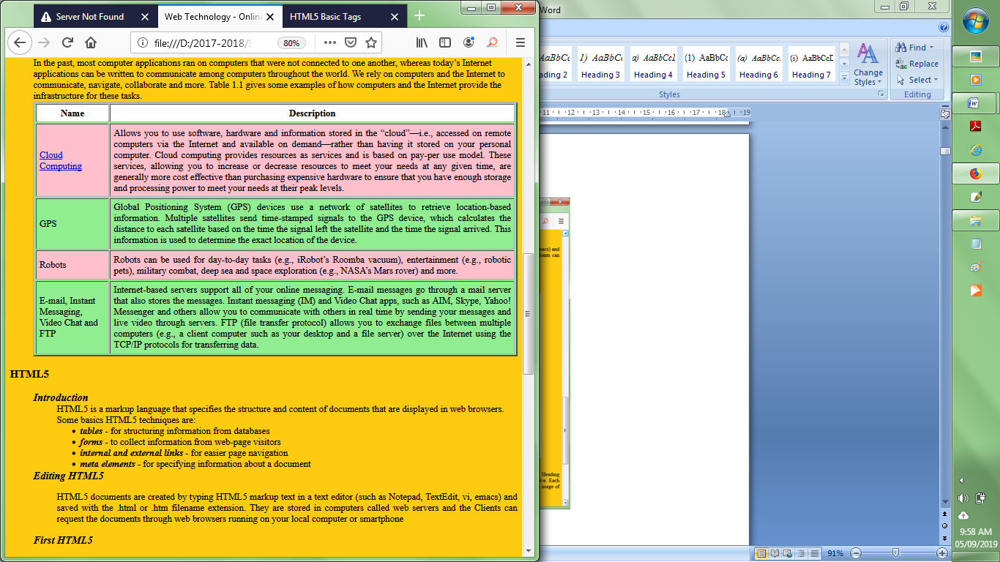 Server Not Found
Web Technology - Onlin
HTML5 Basic Tags
file:///D:/2017-2018/
80%
In the past, most computer applications ran on computers that were not connected to one another, whereas today’s Internet
applications can be written to communicate among computers throughout the world. We rely on computers and the Internet to
communicate, navigate, collaborate and more. Table 1.1 gives some examples of how computers and the Internet provide the
infrastructure for these tasks.
Name
Description
Cloud
Computing
Allows you to use software, hardware and information stored in the “cloud”—i.e., accessed on remote
computers via the Internet and available on demand—rather than having it stored on your personal
computer. Cloud computing provides resources as services and is based on pay-per use model. These
services, allowing you to increase or decrease resources to meet your needs at any given time, are
generally more cost effective than purchasing expensive hardware to ensure that you have enough storage
and processing power to meet your needs at their peak levels.
GPS
Global Positioning System (GPS) devices use a network of satellites to retrieve location-based
information. Multiple satellites send time-stamped signals to the GPS device, which calculates the
distance to each satellite based on the time the signal left the satellite and the time the signal arrived. This
information is used to determine the exact location of the device.
Robots
Robots can be used for day-to-day tasks (e.g., iRobot’s Roomba vacuum), entertainment (e.g., robotic
pets), military combat, deep sea and space exploration (e.g., NASA’s Mars rover) and more.
E-mail, Instant
Messaging,
Video Chat and
FTP
Internet-based servers support all of your online messaging. E-mail messages go through a mail server
that also stores the messages. Instant messaging (IM) and Video Chat apps, such as AIM, Skype, Yahoo!
Messenger and others allow you to communicate with others in real time by sending your messages and
live video through servers. FTP (file transfer protocol) allows you to exchange files between multiple
computers (e.g., a client computer such as your desktop and a file server) over the Internet using the
TCP/IP protocols for transferring data.
HTML5
Introduction
HTML5 is a markup language that specifies the structure and content of documents that are displayed in web browsers.
Some basics HTML5 techniques are:
• tables - for structuring information from databases
• forms - to collect information from web-page visitors
• internal and external links - for easier page navigation
• meta elements - for specifying information about a document
Editing HTML5
HTML5 documents are created by typing HTML5 markup text in a text editor (such as Notepad, TextEdit, vi, emacs) and
saved with the .html or .htm filename extension. They are stored in computers called web servers and the Clients can
request the documents through web browsers running on your local computer or smartphone
First HTML5
Word
AaBbCc 1) AaBbCc a) AaBbCc1 (1) AaBbCc (a) AaBbCc. (i) AaBbCcI
ding 2 Heading 3 Heading 4 Heading 5 Heading 6 Heading 7
Change
Styles
Styles
Find
Replace
Select
Editing
11 12 13 14 15 16 17 18 19
acs) and
ients can
Heading
ive. Each
usage of
91%
9:58 AM
05/09/2019